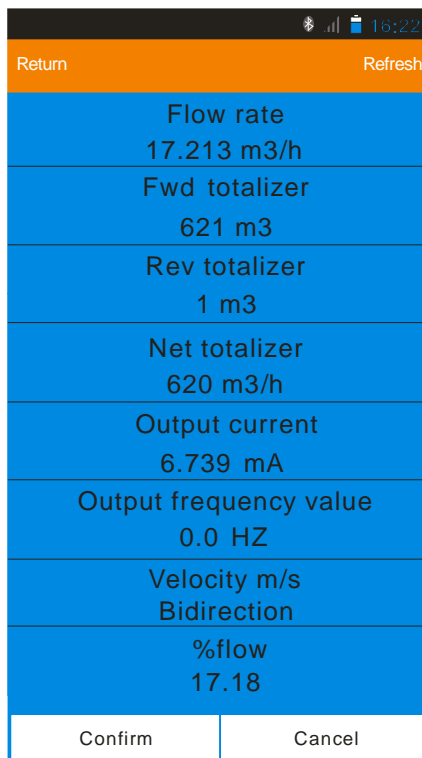 16:22
Return Refresh
Flow rate
17.213 m3/h
Fwd totalizer
621 m3
Rev totalizer
1 m3
Net totalizer
620 m3/h
Output current
6.739 mA
Output frequency value
0.0 HZ
Velocity m/s
Bidirection
%flow
17.18
Confirm Cancel